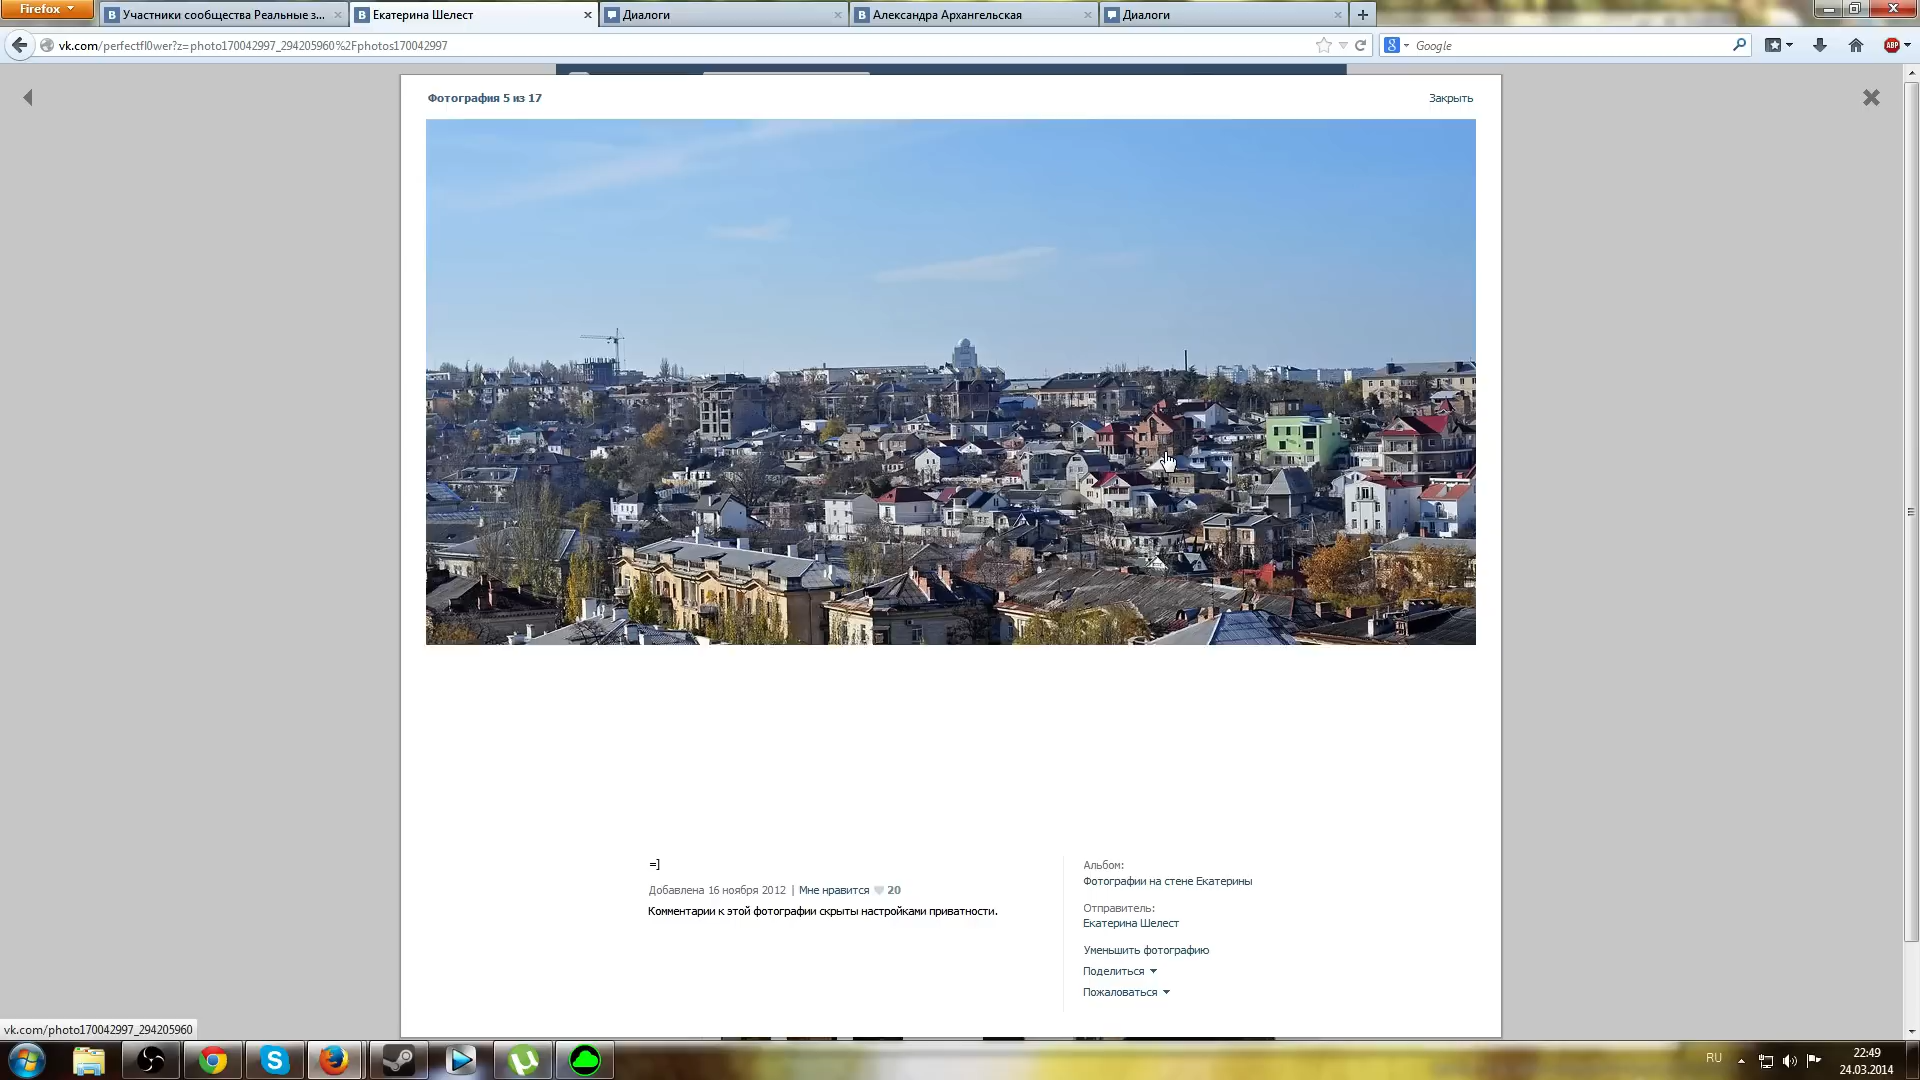 Firefox
Участники сообщества Реальные з...
Екатерина Шелест
Диалоги
Александра Архангельская
Диалоги
vk.com/perfectfl0wer?z=photo170042997_294205960%2Fphotos170042997
Google
ABP
Фотография 5 из 17
Закрыть
=]
Добавлена 16 ноября 2012 | Мне нравится 20
Комментарии к этой фотографии скрыты настройками приватности.
Альбом:
Фотографии на стене Екатерины
Отправитель:
Екатерина Шелест
Уменьшить фотографию
Поделиться
Пожаловаться
vk.com/photo170042997_294205960
RU
22:49
24.03.2014